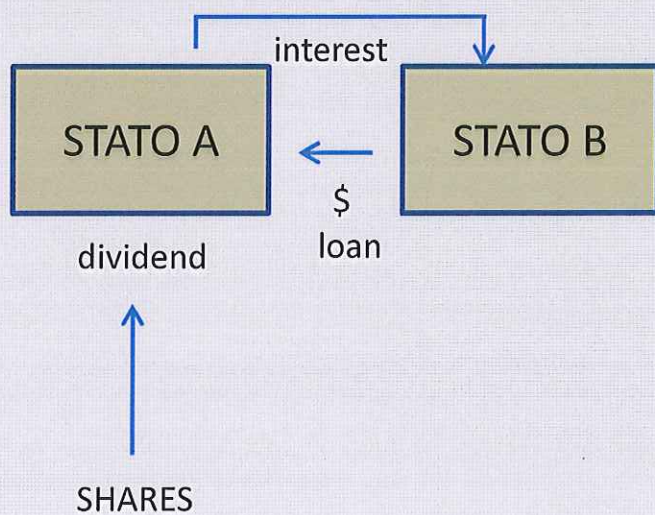 interest
STATO A
STATO B
$
loan
dividend
SHARES